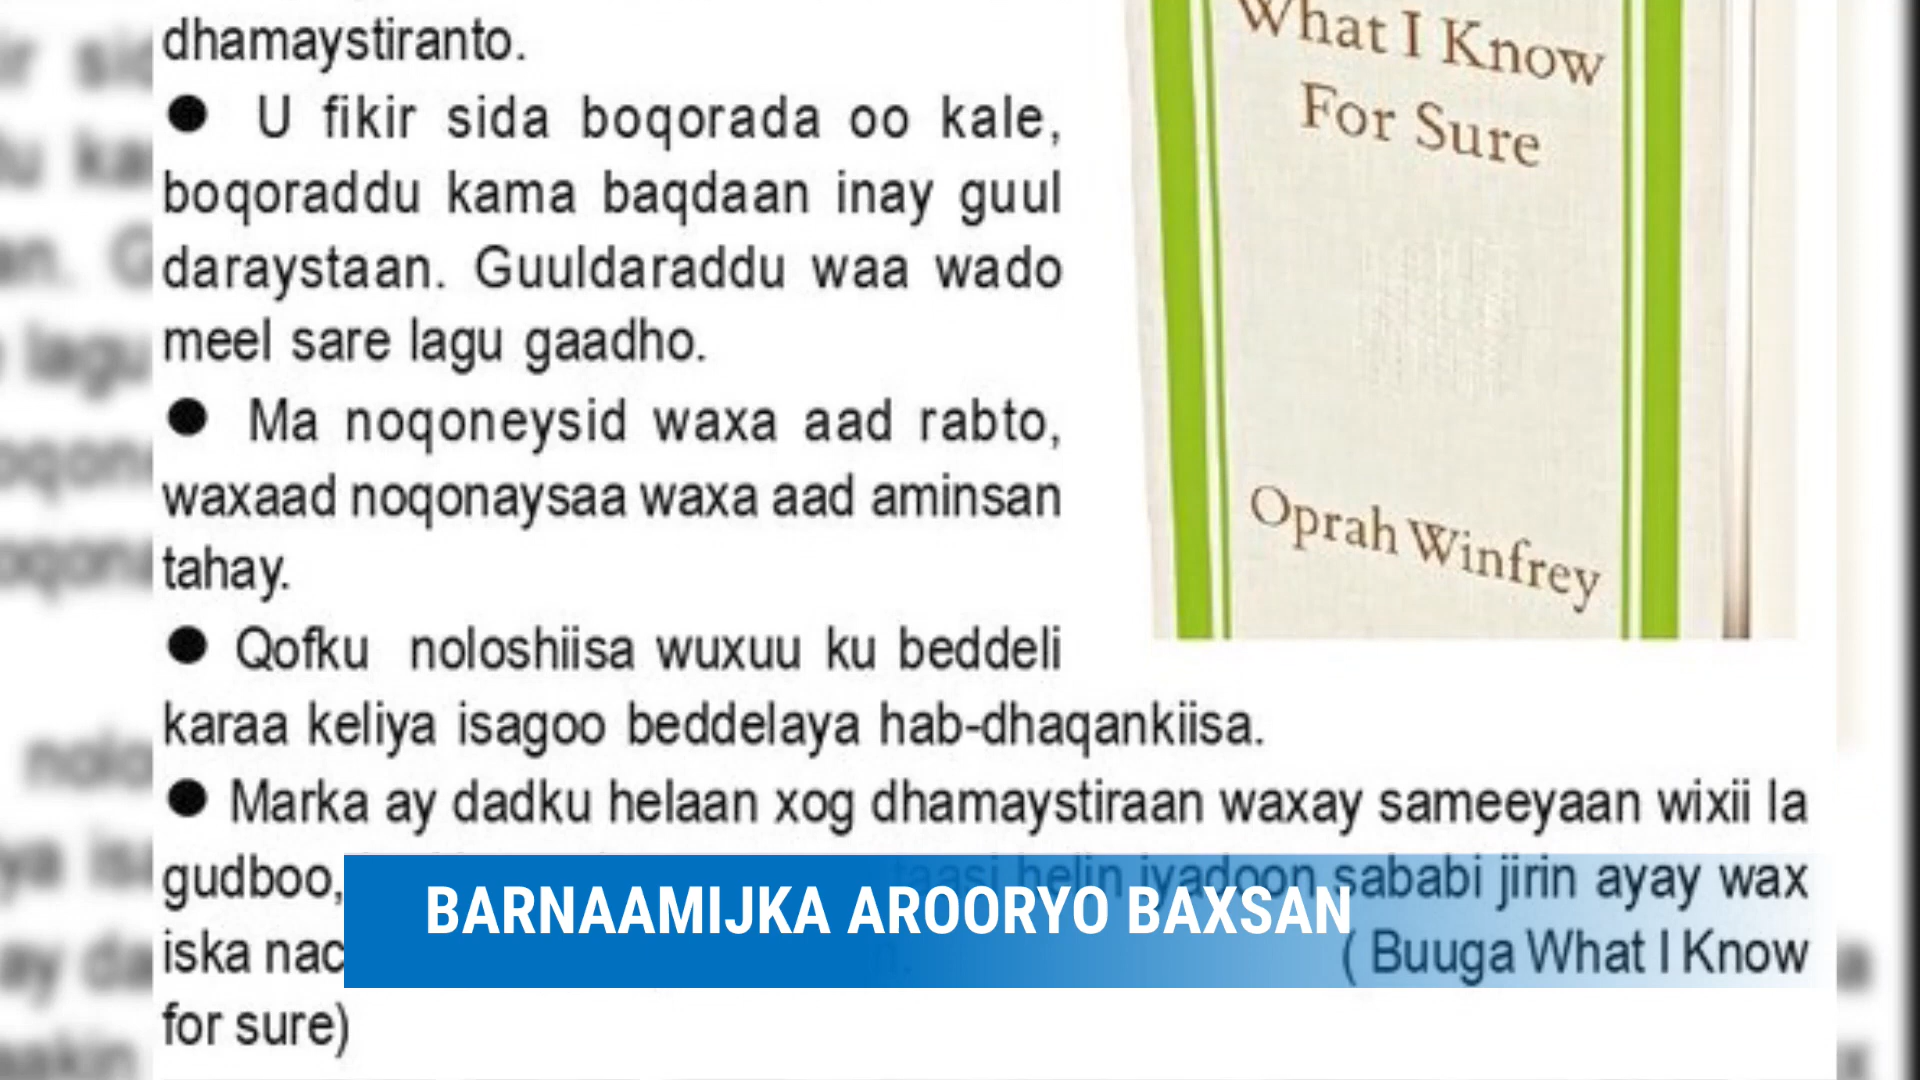 dhamaystiranto.
● U fikir sida boqorada oo kale,
boqoraddu kama baqdaan inay guul
daraystaan. Guuldaraddu waa wado
meel sare lagu gaadho.
● Ma noqoneysid waxa aad rabto,
waxaad noqonaysaa waxa aad aminsan
tahay.
● Qofku noloshiisa wuxuu ku beddeli
karaa keliya isagoo beddelaya hab-dhaqankiisa.
● Marka ay dadku helaan xog dhamaystiraan waxay sameeyaan wixii la
gudboo, taasi helin iyadoon sababi jirin ayay wax
iska
( Buuga What I Know
for sure)
What I Know
For Sure
Oprah Winfrey
BARNAAMIJKA AROORYO BAXSAN